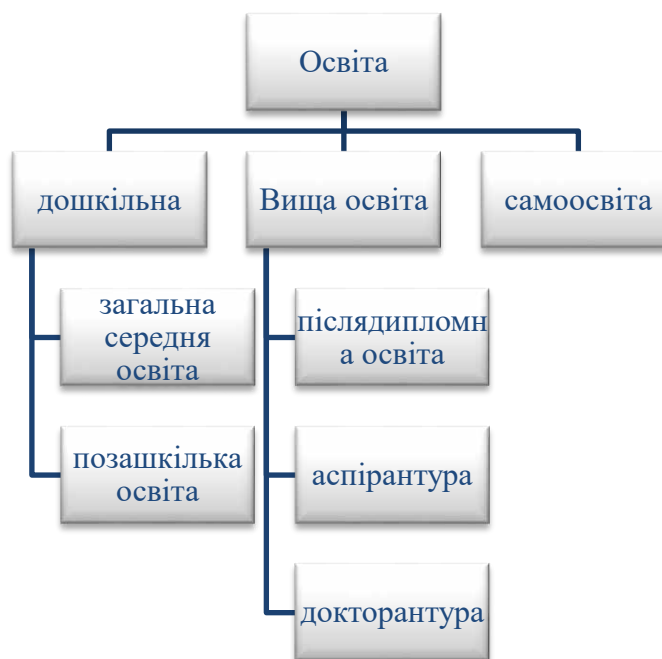 Освіта
дошкільна
Вища освіта
самоосвіта
загальна
середня
освіта
післядипломн
а освіта
позашкілька
освіта
аспірантура
докторантура